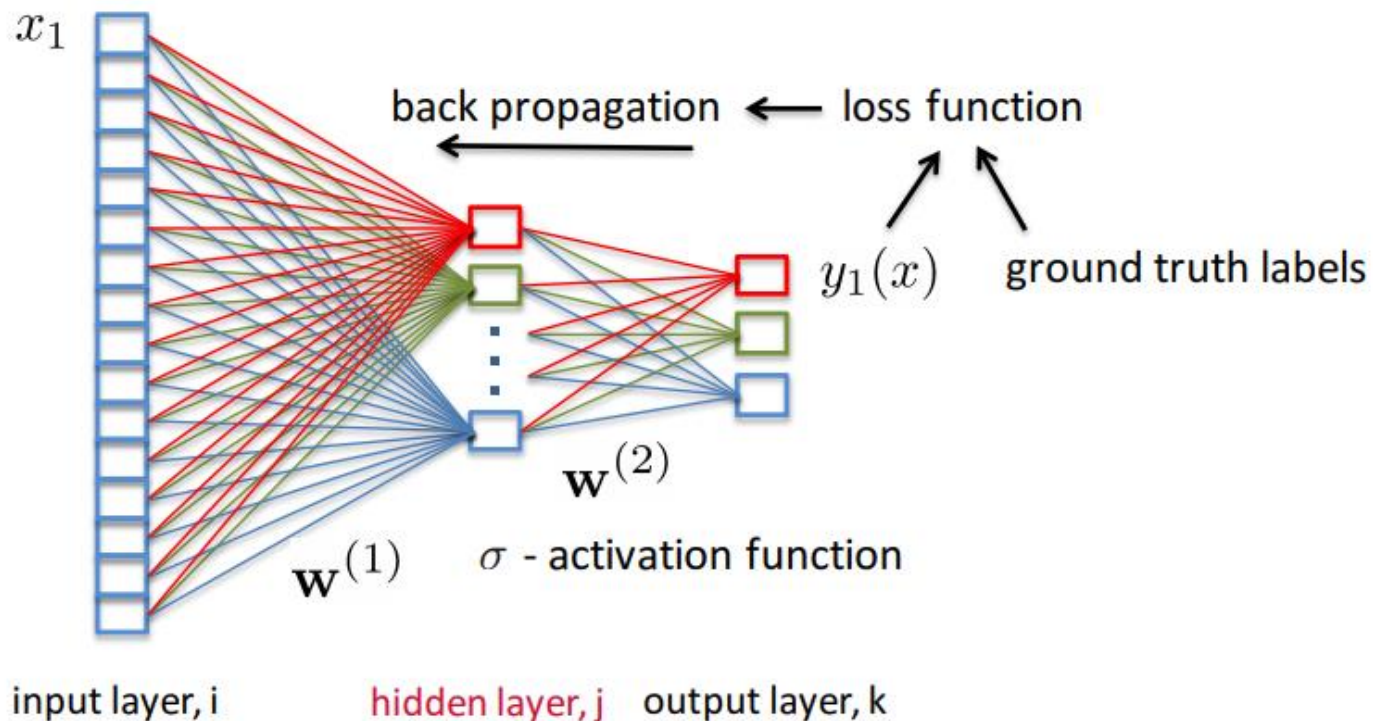 x₁
back propagation ← loss function
y₁(x)
ground truth labels
w⁽²⁾
w⁽¹⁾
σ - activation function
input layer, i
hidden layer, j
output layer, k